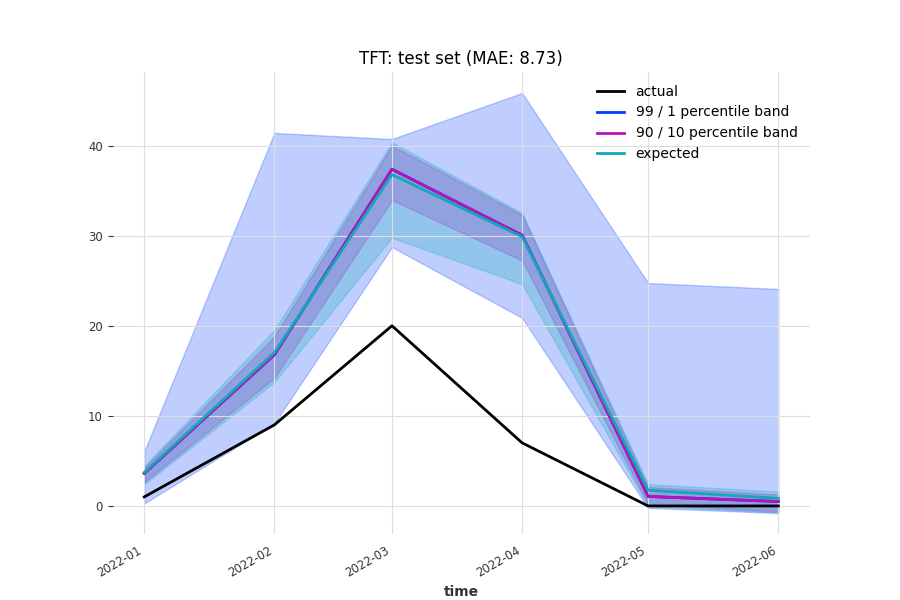 TFT: test set (MAE: 8.73)
actual
99 / 1 percentile band
90 / 10 percentile band
expected
40
30
20
10
0
2022-01
2022-02
2022-03
2022-04
2022-05
2022-06
time